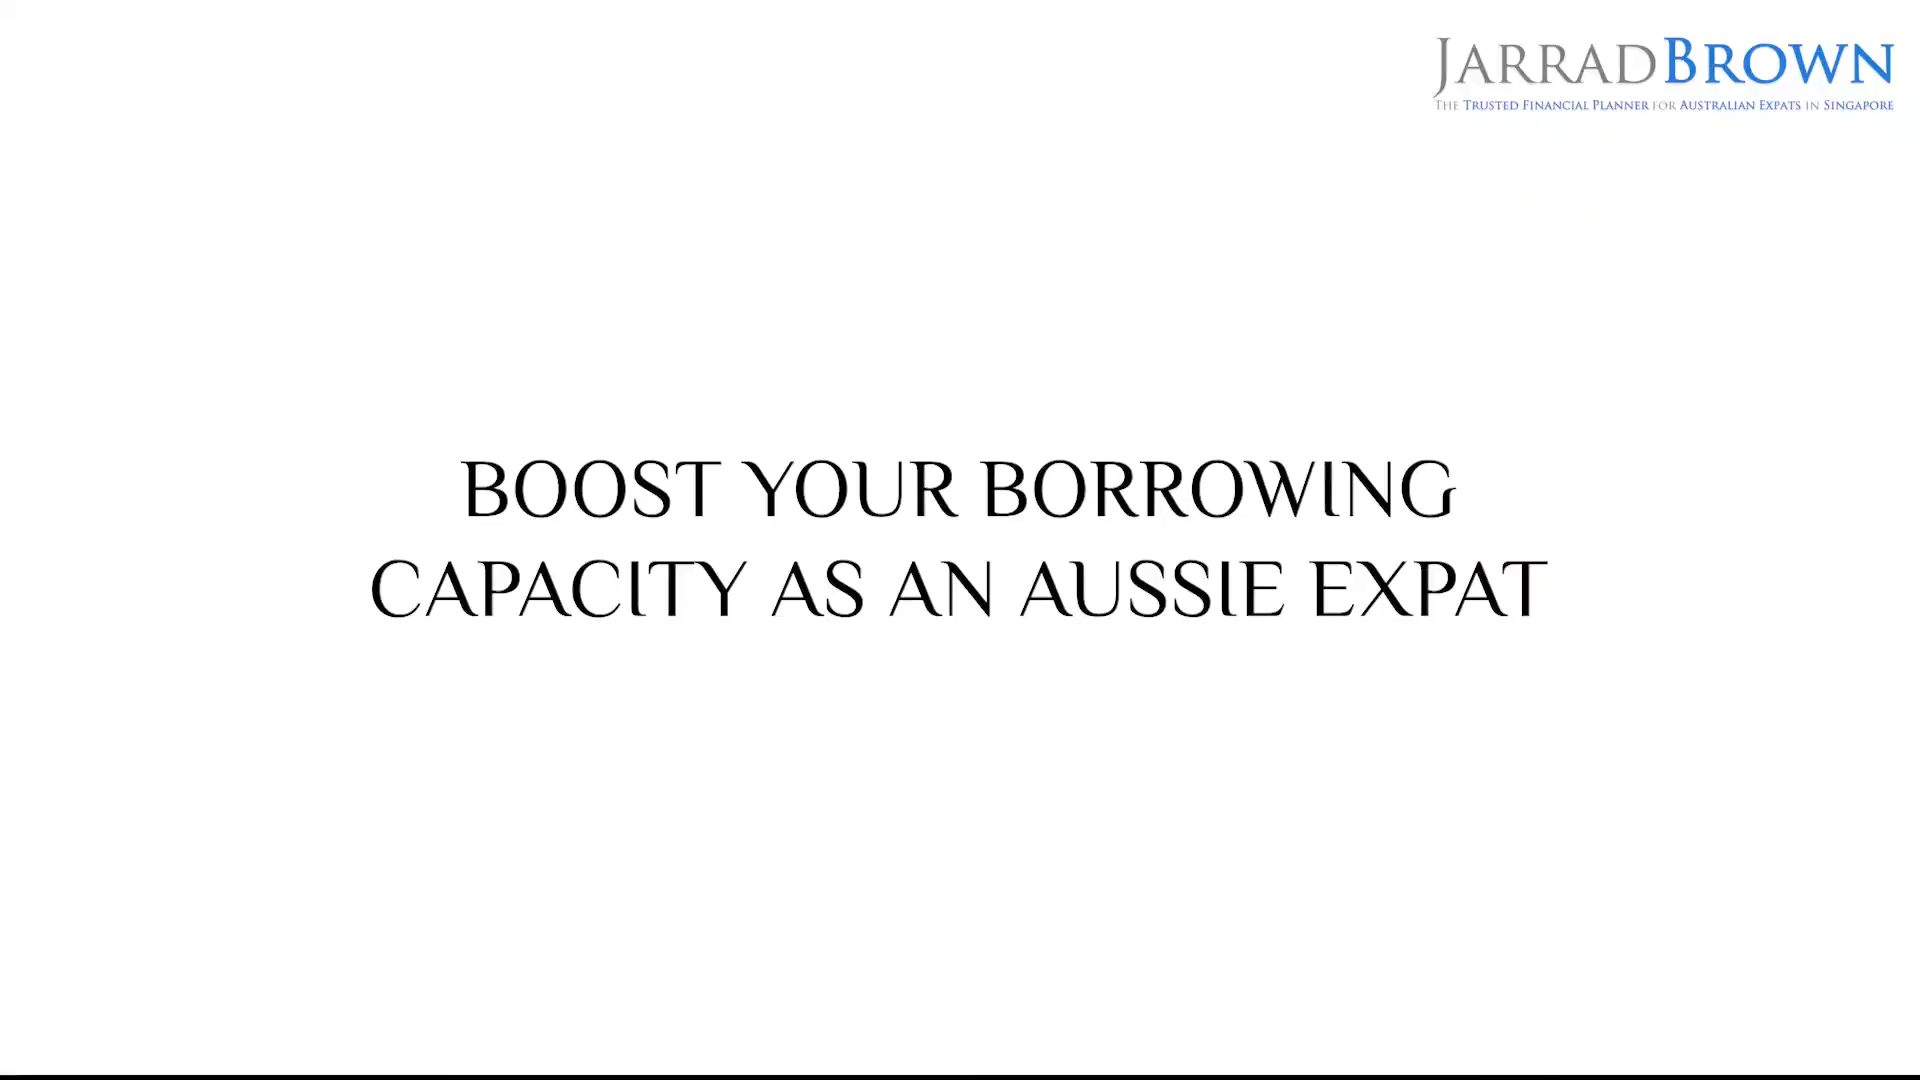 JARRADBROWN
THE TRUSTED FINANCIAL PLANNER FOR AUSTRALIAN EXPATS IN SINGAPORE
BOOST YOUR BORROWING
CAPACITY AS AN AUSSIE EXPAT